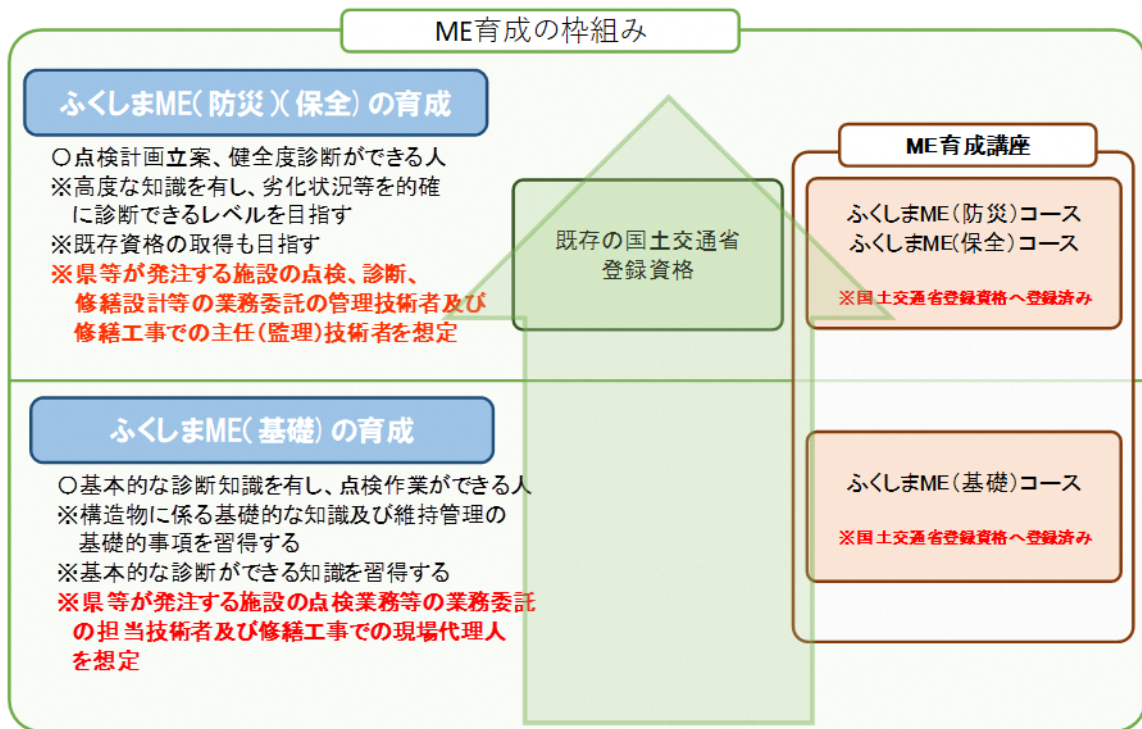 ME育成の枠組み
ふくしまME(防災)(保全)の育成
〇点検計画立案、健全度診断ができる人
※高度な知識を有し、劣化状況等を的確
に診断できるレベルを目指す
※既存資格の取得も目指す
※県等が発注する施設の点検、診断、
修繕設計等の業務委託の管理技術者及び
修繕工事での主任(監理)技術者を想定
既存の国土交通省
登録資格
ME育成講座
ふくしまME(防災)コース
ふくしまME(保全)コース
※国土交通省登録資格へ登録済み
ふくしまME(基礎)の育成
〇基本的な診断知識を有し、点検作業ができる人
※構造物に係る基礎的な知識及び維持管理の
基礎的事項を習得する
※基本的な診断ができる知識を習得する
※県等が発注する施設の点検業務等の業務委託
の担当技術者及び修繕工事での現場代理人
を想定
ふくしまME(基礎)コース
※国土交通省登録資格へ登録済み